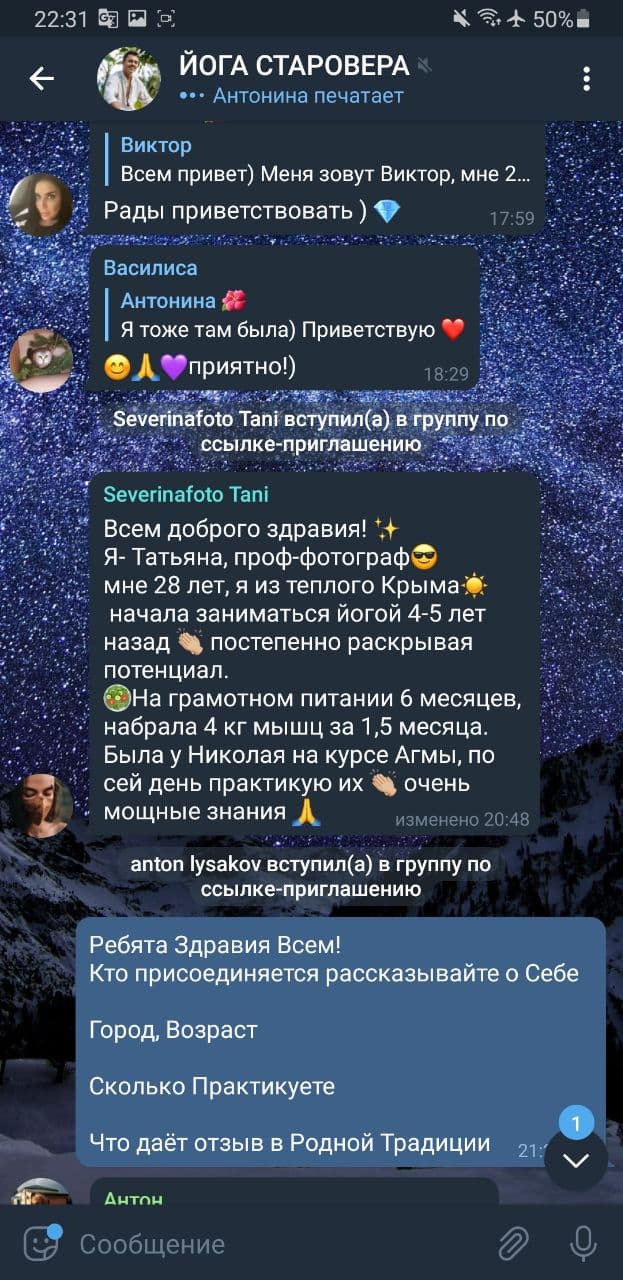 22:31
50%
ЙОГА СТАРОВЕРА
Антонина печатает
Виктор
Всем привет) Меня зовут Виктор, мне 2...
Рады приветствовать ) 💎
17:59
Василиса
Антонина 🌺
Я тоже там была) Приветствую ❤️
😊🙏💜приятно!)
18:29
Severinafoto Tani вступил(а) в группу по
ссылке-приглашению
Severinafoto Tani
Всем доброго здравия! ✨
Я- Татьяна, проф-фотограф😎
мне 28 лет, я из теплого Крыма☀️
начала заниматься йогой 4-5 лет
назад 👏🏼 постепенно раскрывая
потенциал.
🥗На грамотном питании 6 месяцев,
набрала 4 кг мышц за 1,5 месяца.
Была у Николая на курсе Агмы, по
сей день практикую их 👏🏼 очень
мощные знания 🙏
изменено 20:48
anton lysakov вступил(а) в группу по
ссылке-приглашению
Ребята Здравия Всем!
Кто присоединяется рассказывайте о Себе
Город, Возраст
Сколько Практикуете
Что даёт отзыв в Родной Традиции
1
Антон
Сообщение